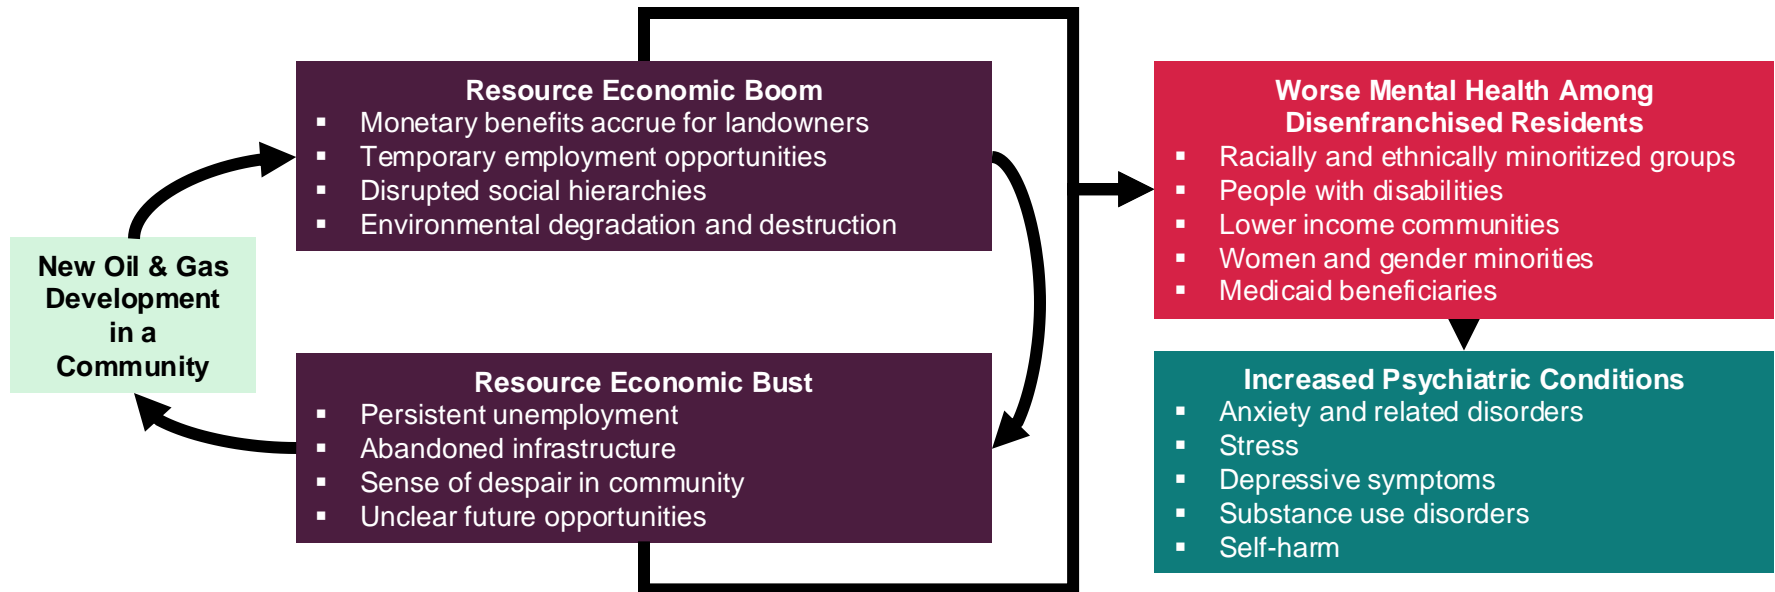 New Oil & Gas
Development
in a
Community
Resource Economic Boom
▪ Monetary benefits accrue for landowners
▪ Temporary employment opportunities
▪ Disrupted social hierarchies
▪ Environmental degradation and destruction
Resource Economic Bust
▪ Persistent unemployment
▪ Abandoned infrastructure
▪ Sense of despair in community
▪ Unclear future opportunities
Worse Mental Health Among
Disenfranchised Residents
▪ Racially and ethnically minoritized groups
▪ People with disabilities
▪ Lower income communities
▪ Women and gender minorities
▪ Medicaid beneficiaries
Increased Psychiatric Conditions
▪ Anxiety and related disorders
▪ Stress
▪ Depressive symptoms
▪ Substance use disorders
▪ Self-harm